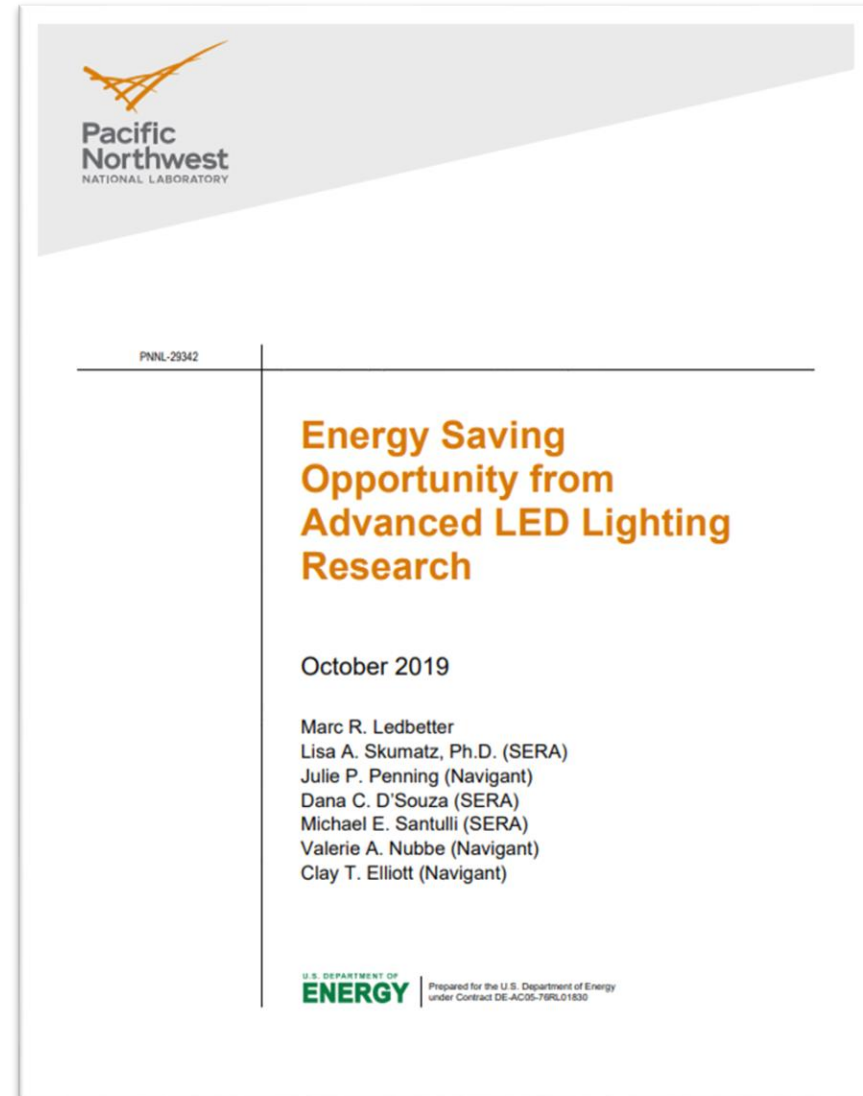 Pacific
Northwest
NATIONAL LABORATORY
PNNL-29342
Energy Saving
Opportunity from
Advanced LED Lighting
Research
October 2019
Marc R. Ledbetter
Lisa A. Skumatz, Ph.D. (SERA)
Julie P. Penning (Navigant)
Dana C. D'Souza (SERA)
Michael E. Santulli (SERA)
Valerie A. Nubbe (Navigant)
Clay T. Elliott (Navigant)
U.S. DEPARTMENT OF
ENERGY
Prepared for the U.S. Department of Energy
under Contract DE-AC05-76RL01830